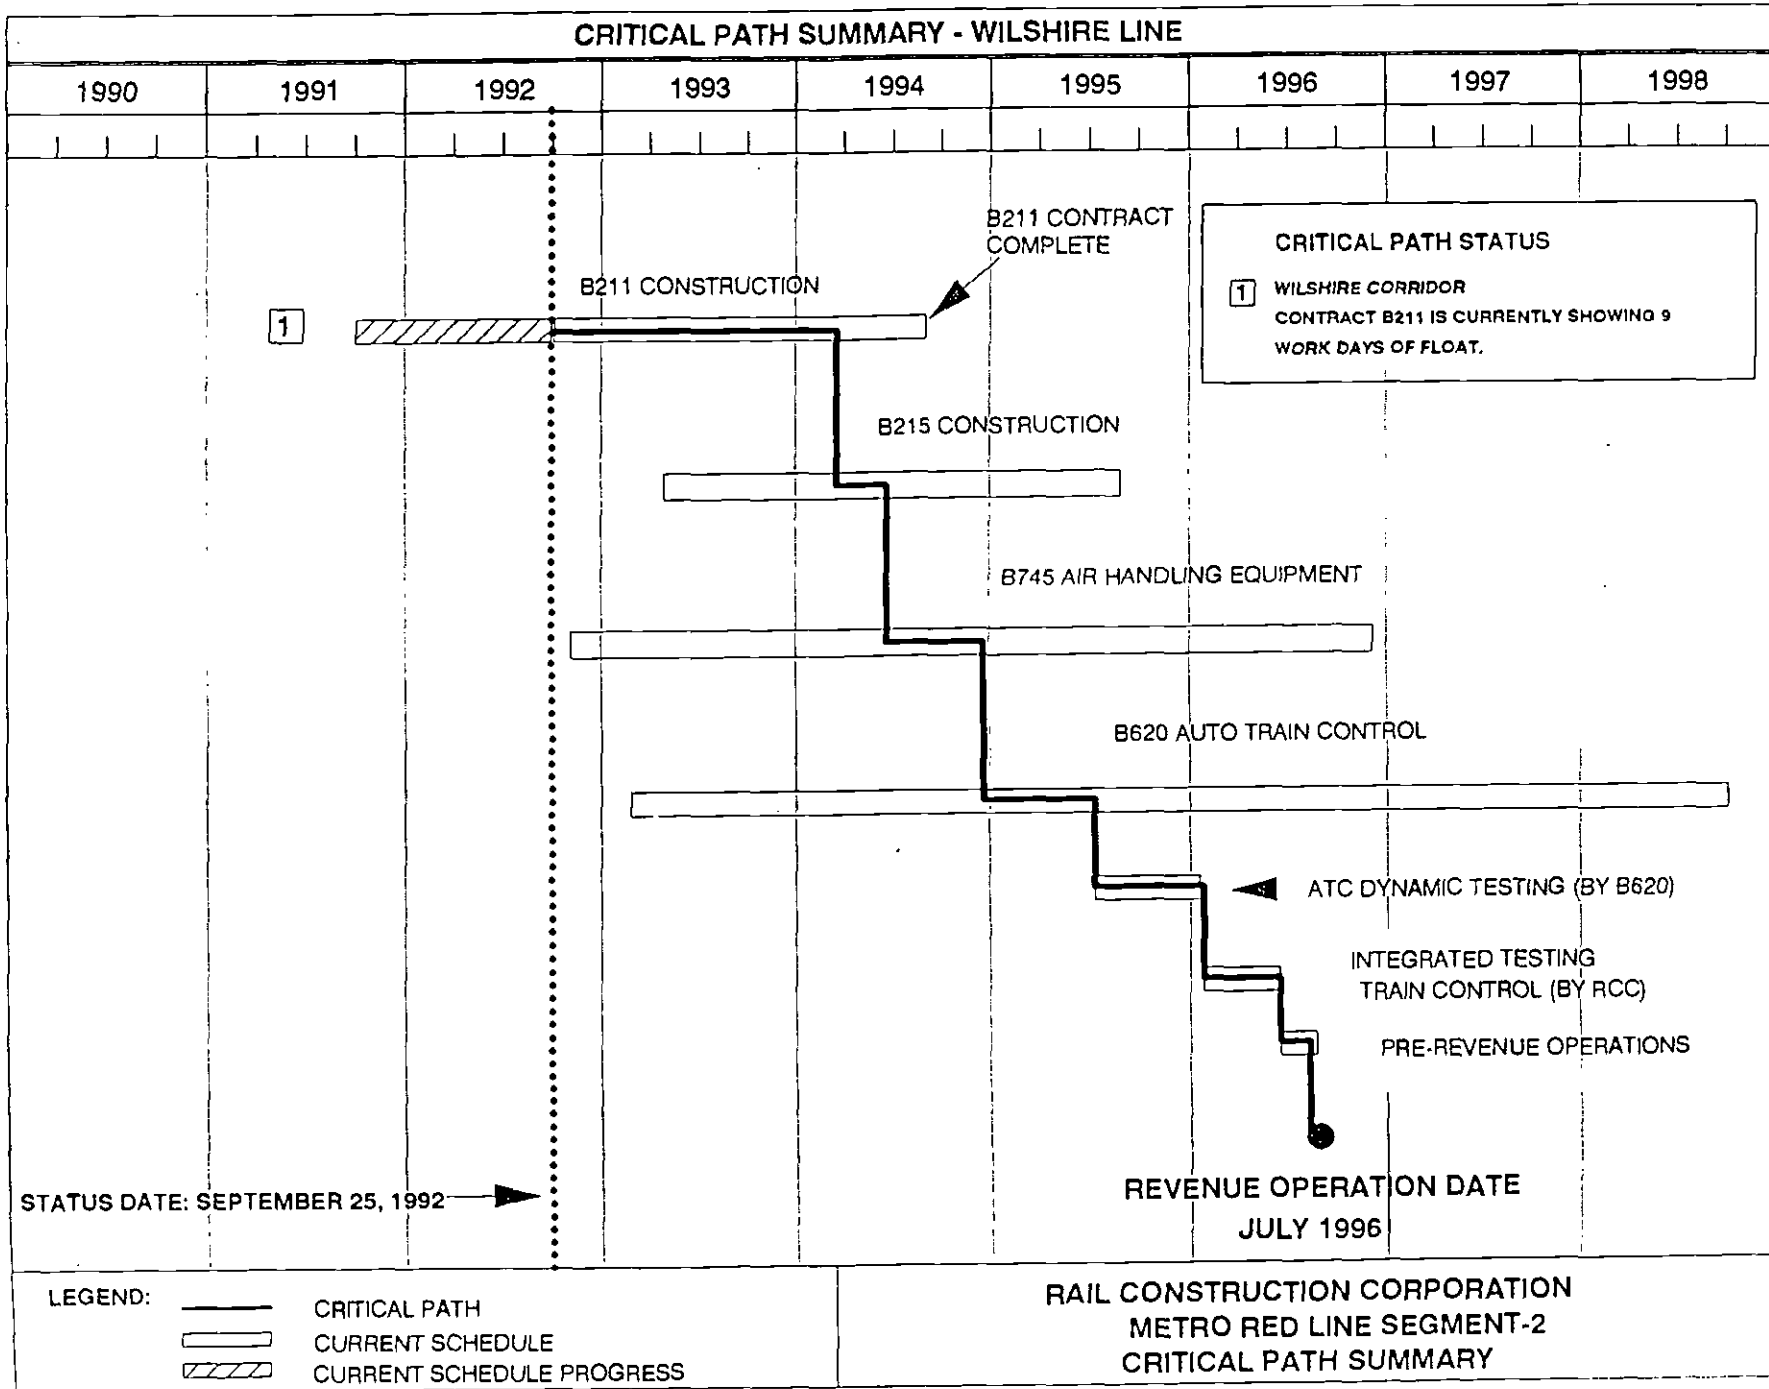 CRITICAL PATH SUMMARY - WILSHIRE LINE
1990 1991 1992 1993 1994 1995 1996 1997 1998
B211 CONTRACT
COMPLETE
CRITICAL PATH STATUS
1 WILSHIRE CORRIDOR
CONTRACT B211 IS CURRENTLY SHOWING 9
WORK DAYS OF FLOAT.
B211 CONSTRUCTION
1
B215 CONSTRUCTION
B745 AIR HANDLING EQUIPMENT
B620 AUTO TRAIN CONTROL
ATC DYNAMIC TESTING (BY B620)
INTEGRATED TESTING
TRAIN CONTROL (BY RCC)
PRE-REVENUE OPERATIONS
STATUS DATE: SEPTEMBER 25, 1992
REVENUE OPERATION DATE
JULY 1996
LEGEND:
CRITICAL PATH
CURRENT SCHEDULE
CURRENT SCHEDULE PROGRESS
RAIL CONSTRUCTION CORPORATION
METRO RED LINE SEGMENT-2
CRITICAL PATH SUMMARY